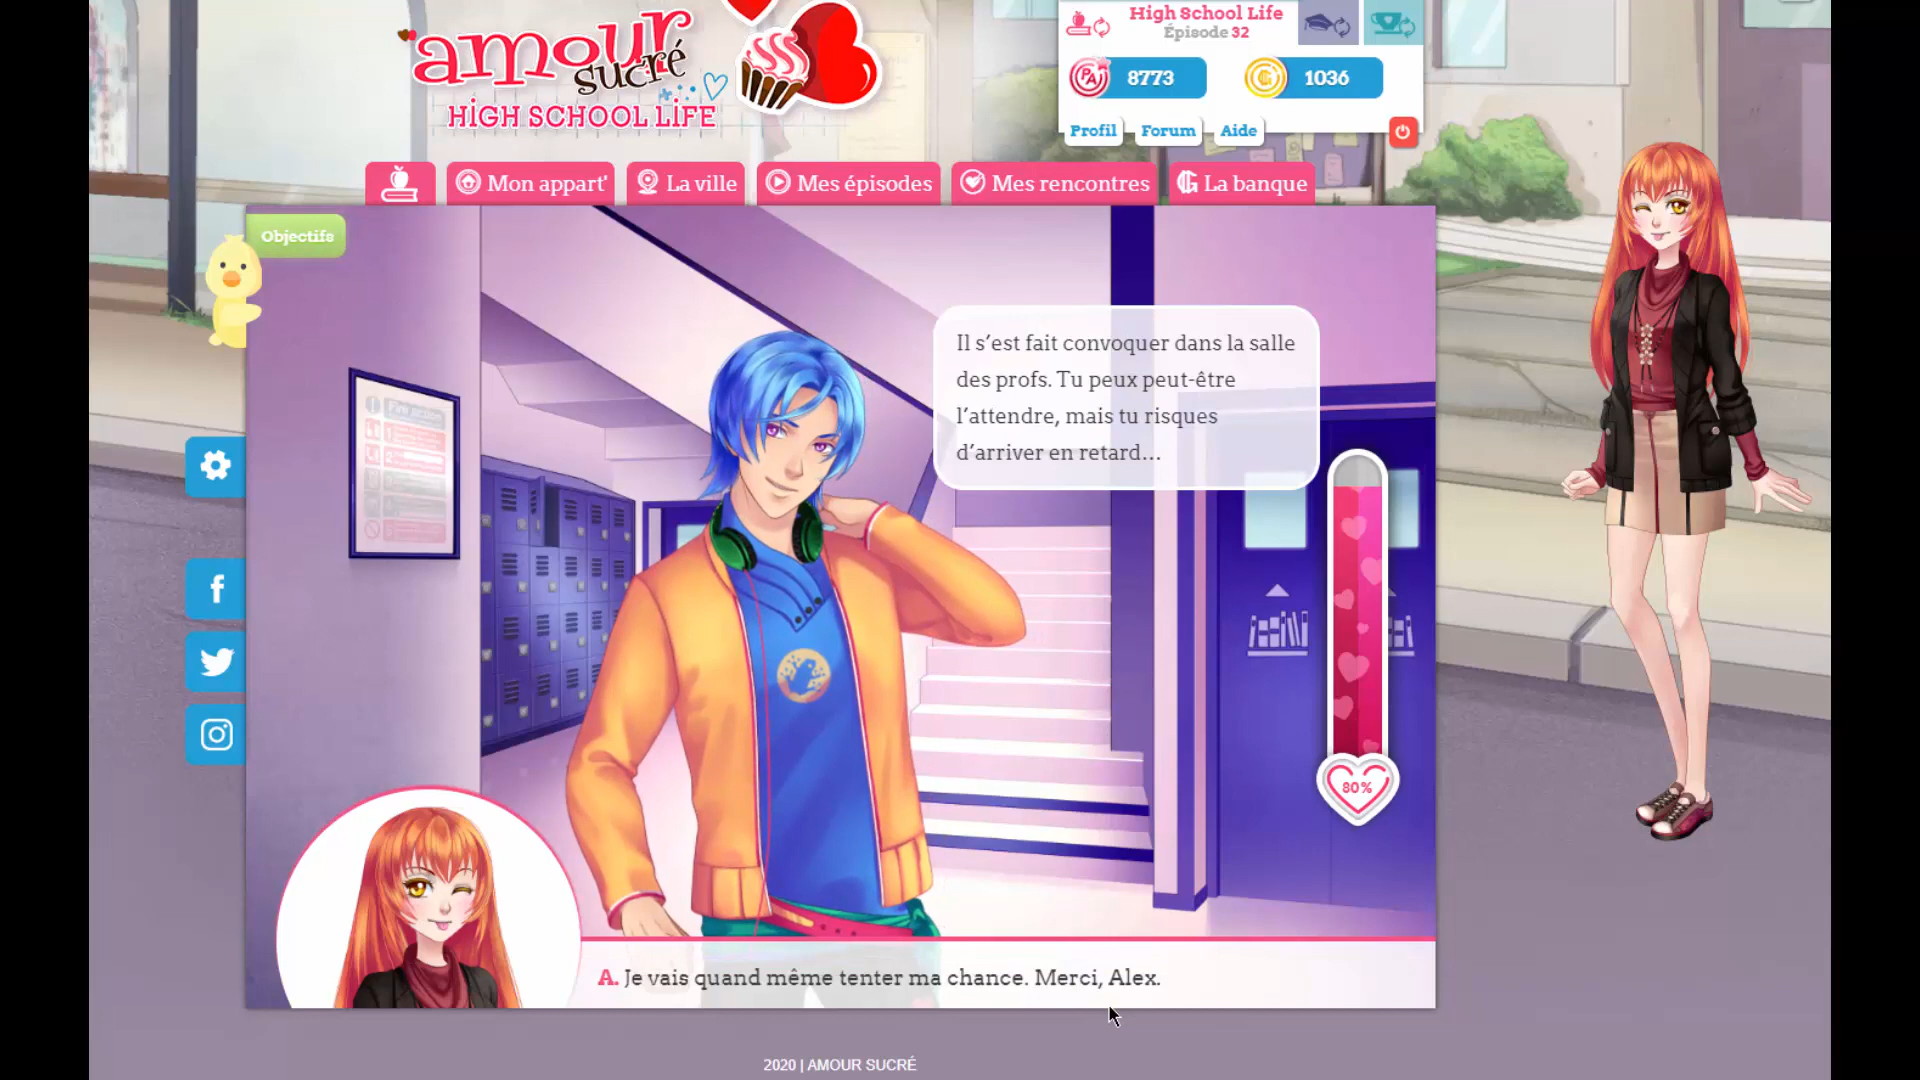 amour
sucré
HIGH SCHOOL LIFE
High School Life
Épisode 32
PA
8773
G
1036
Profil
Forum
Aide
Mon appart'
La ville
Mes épisodes
Mes rencontres
La banque
Objectifs
Il s'est fait convoquer dans la salle
des profs. Tu peux peut-être
l'attendre, mais tu risques
d'arriver en retard...
Fire action
80%
A. Je vais quand même tenter ma chance. Merci, Alex.
2020 | AMOUR SUCRÉ